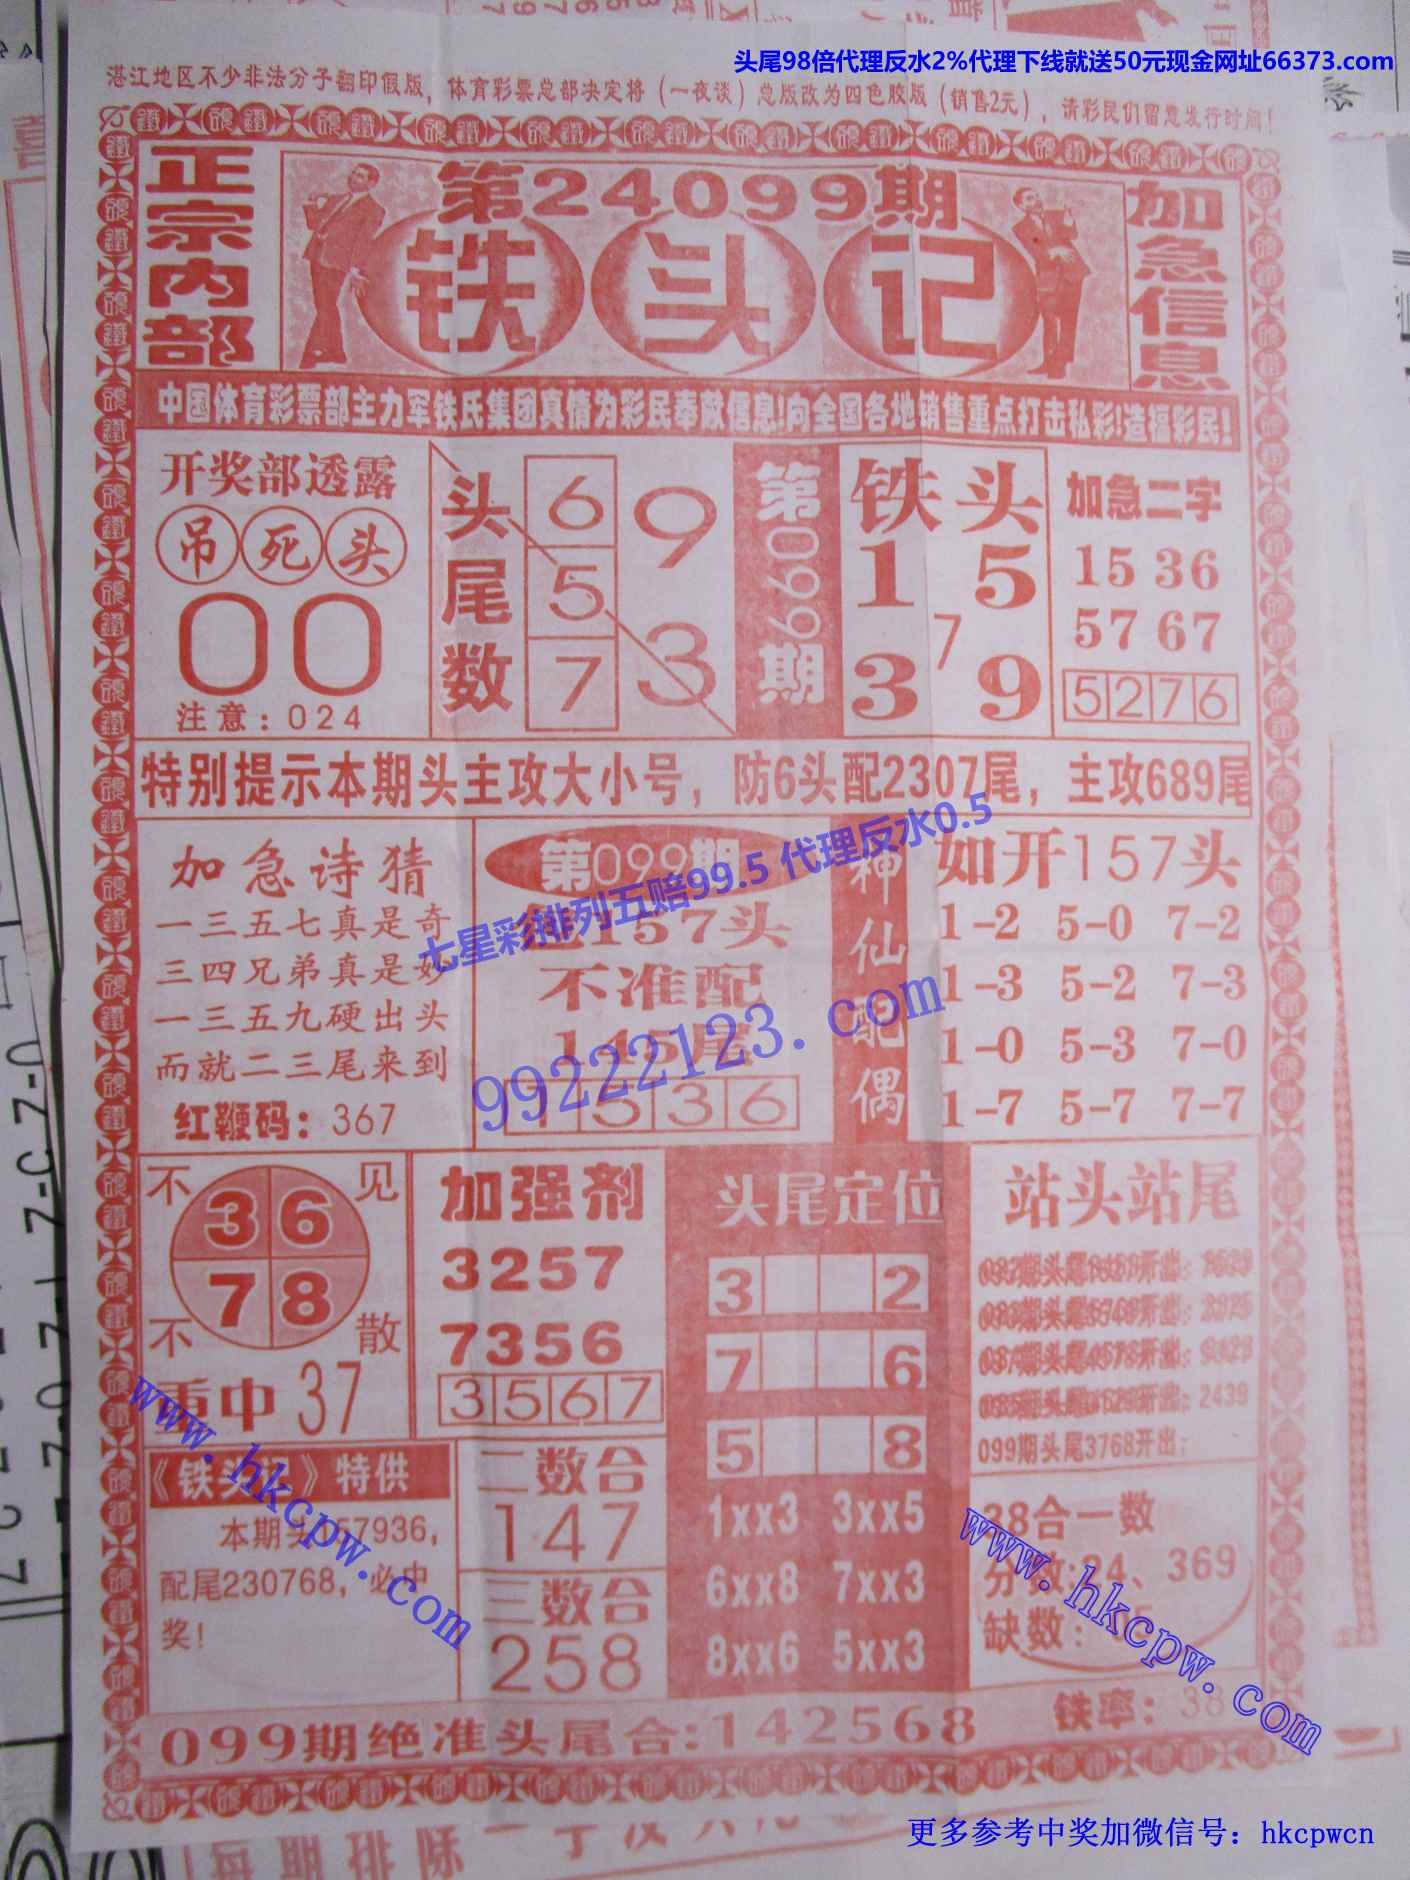 头尾98倍代理反水2%代理下线就送50元现金网址66373.com
湛江地区不少非法分子翻印假版，体育彩票总部决定将（一夜谈）总版改为四色胶版（销售2元），请彩民们留意发行时间！
正宗内部
第24099期
铁头记
加急信息
中国体育彩票部主力军铁氏集团真情为彩民奉献信息!向全国各地销售重点打击私彩!造福彩民!
开奖部透露
吊死头
00
注意：024
头尾数
6 9
5
7 3
第099期
铁头
1 5
7
3 9
加急二字
15 36
57 67
5276
特别提示本期头主攻大小号，防6头配2307尾，主攻689尾
加急诗猜
一三五七真是奇
三四兄弟真是妙
一三五九硬出头
而就二三尾来到
红鞭码：367
第099期
157头
不准配
145尾
1536
神仙配偶
如开157头
1-2 5-0 7-2
1-3 5-2 7-3
1-0 5-3 7-0
1-7 5-7 7-7
七星彩排列五赔99.5 代理反水0.5
99222123.com
不见不散
36
78
重中37
加强剂
3257
7356
3567
头尾定位
3 2
7 6
5 8
1xx3 3xx5
6xx8 7xx3
8xx6 5xx3
站头站尾
2439
099期头尾3768开出：
《铁头》特供
本期头57936，
配尾230768，必中
奖！
二数合
147
三数合
258
38合一数
24、369
缺数：
铁率：38
099期绝准头尾合:142568
www.hkcpw.com
www.hkcpw.com
更多参考中奖加微信号：hkcpwcn